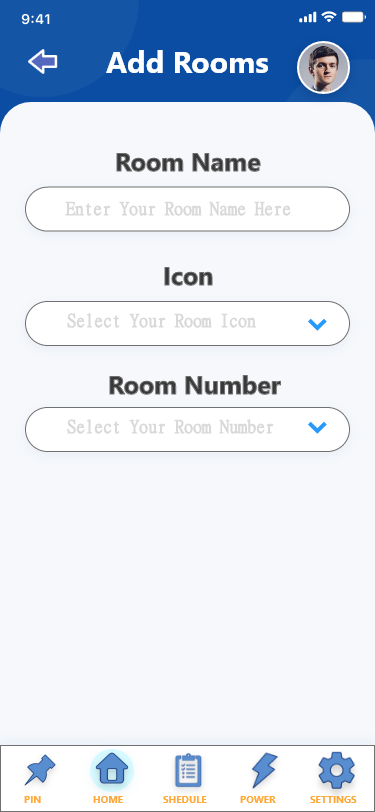 9:41
Add Rooms
Room Name
Enter Your Room Name Here
Icon
Select Your Room Icon
Room Number
Select Your Room Number
PIN HOME SHEDULE POWER SETTINGS